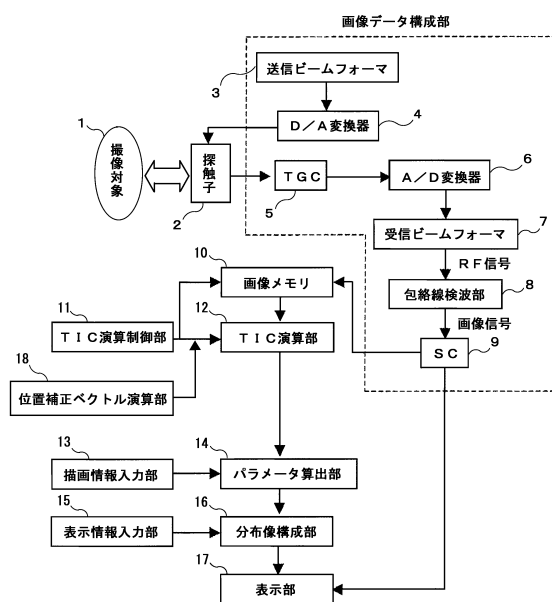 画像データ構成部
送信ビームフォーマ
3
D/A変換器
4
1
撮像対象
探触子
2
TGC
5
A/D変換器
6
受信ビームフォーマ
7
RF信号
包絡線検波部
8
画像信号
SC
9
10
画像メモリ
11
TIC演算制御部
12
TIC演算部
18
位置補正ベクトル演算部
13
描画情報入力部
14
パラメータ算出部
15
表示情報入力部
16
分布像構成部
17
表示部